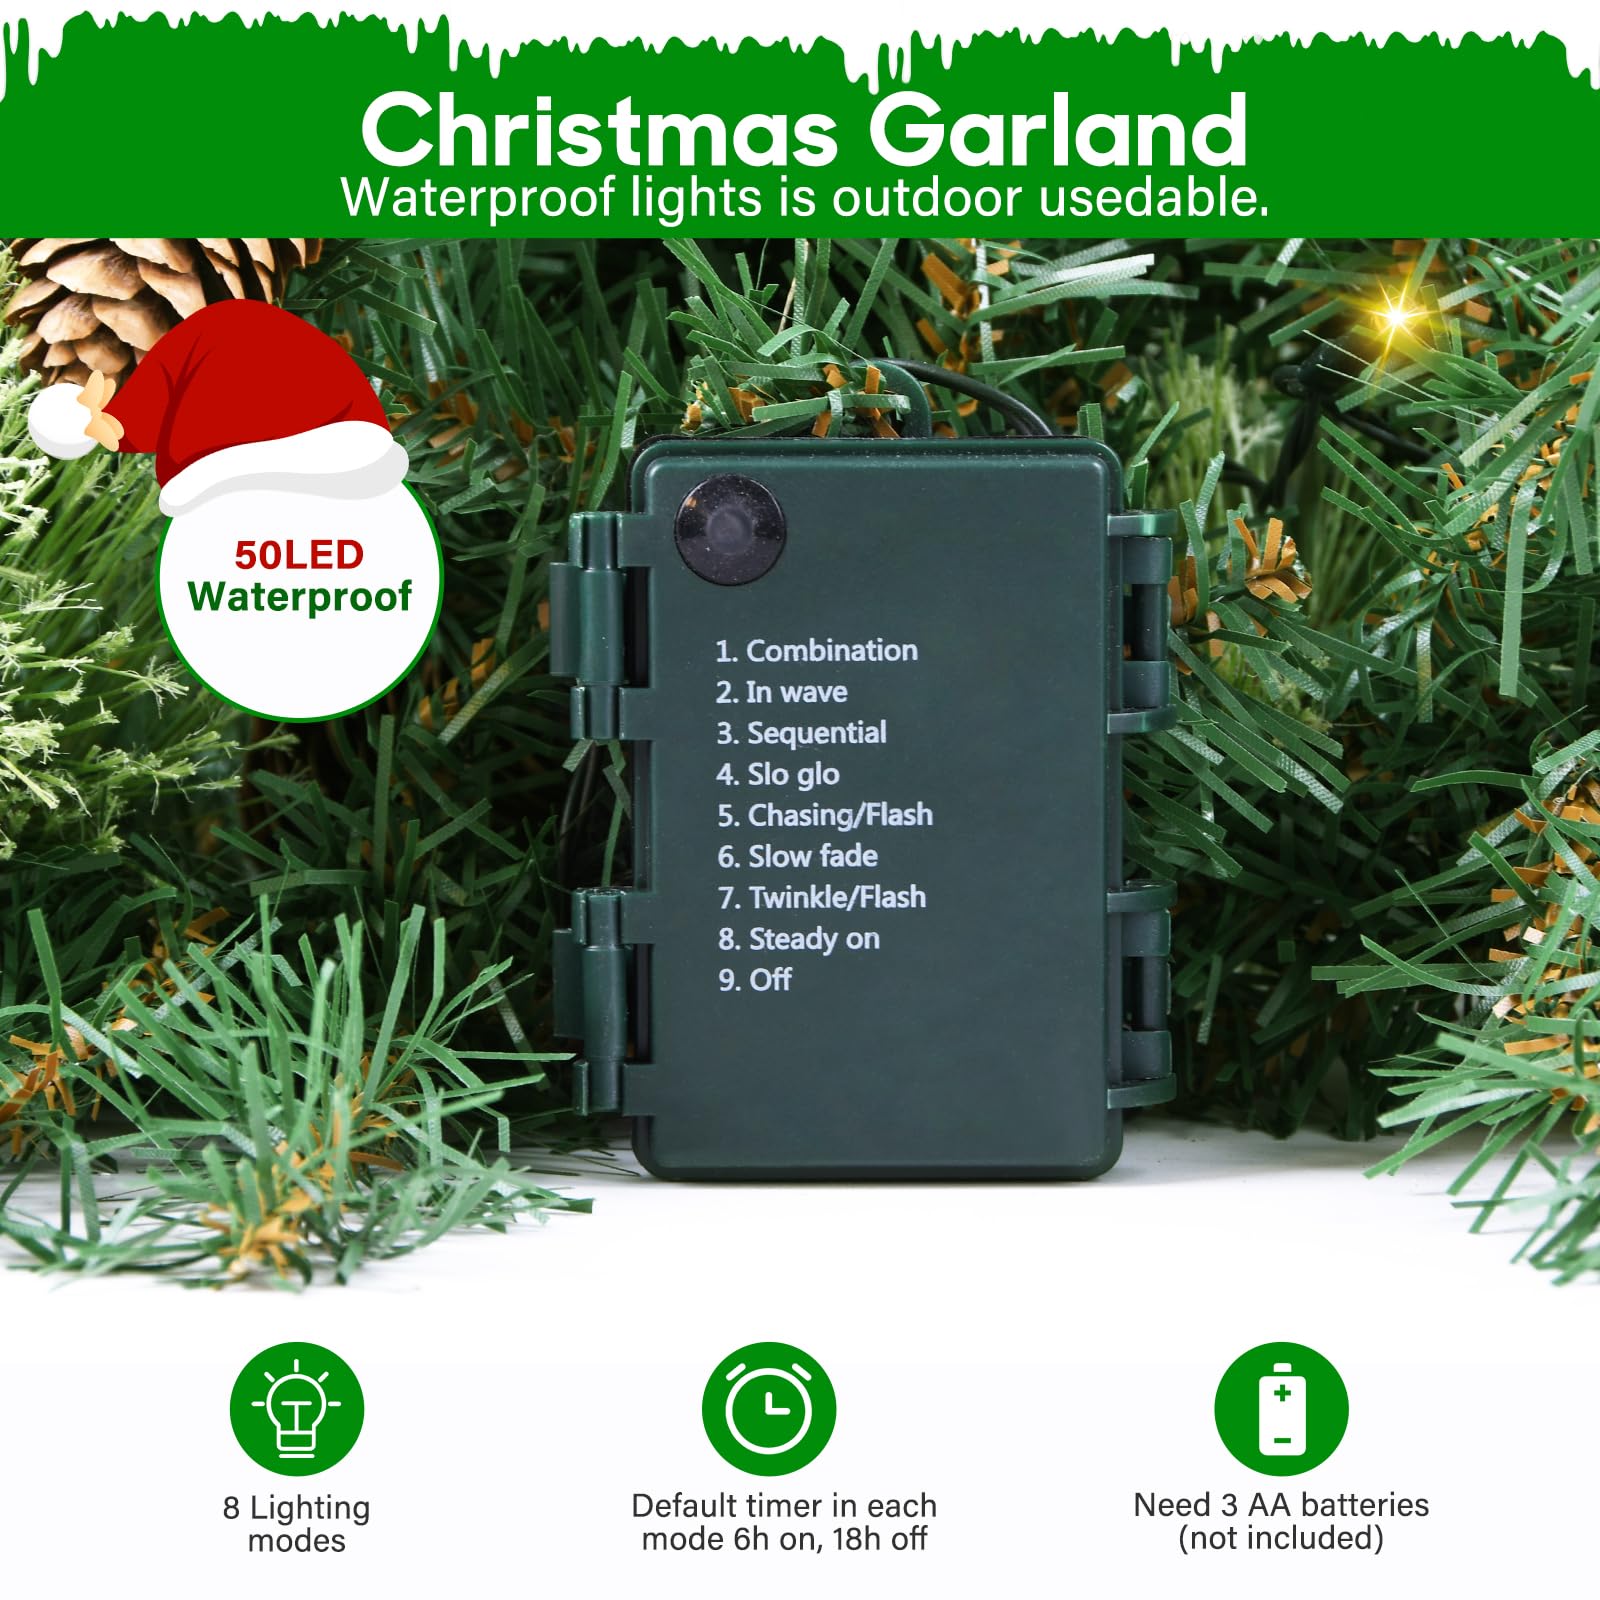 Christmas Garland
Waterproof lights is outdoor usedable.
50LED
Waterproof
1. Combination
2. In wave
3. Sequential
4. Slo glo
5. Chasing/Flash
6. Slow fade
7. Twinkle/Flash
8. Steady on
9. Off
8 Lighting
modes
Default timer in each
mode 6h on, 18h off
Need 3 AA batteries
(not included)